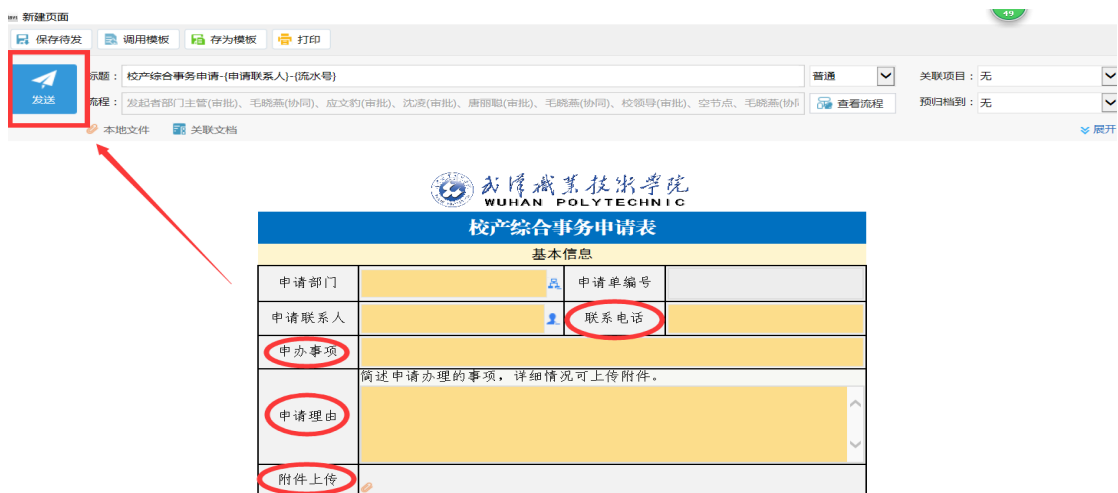 新建页面
49
保存待发 调用模板 存为模板 打印
发送
标题： 校产综合事务申请-{申请联系人}-{流水号} 普通 关联项目： 无
流程： 发起者部门主管(审批)、毛晓燕(协同)、应文豹(审批)、沈凌(审批)、唐丽聪(审批)、毛晓燕(协同)、校领导(审批)、空节点、毛晓燕(协同 查看流程 预归档到： 无
本地文件 关联文档 展开
武汉职业技术学院
WUHAN POLYTECHNIC
校产综合事务申请表
基本信息
申请部门 申请单编号
申请联系人 联系电话
申办事项
简述申请办理的事项，详细情况可上传附件。
申请理由
附件上传